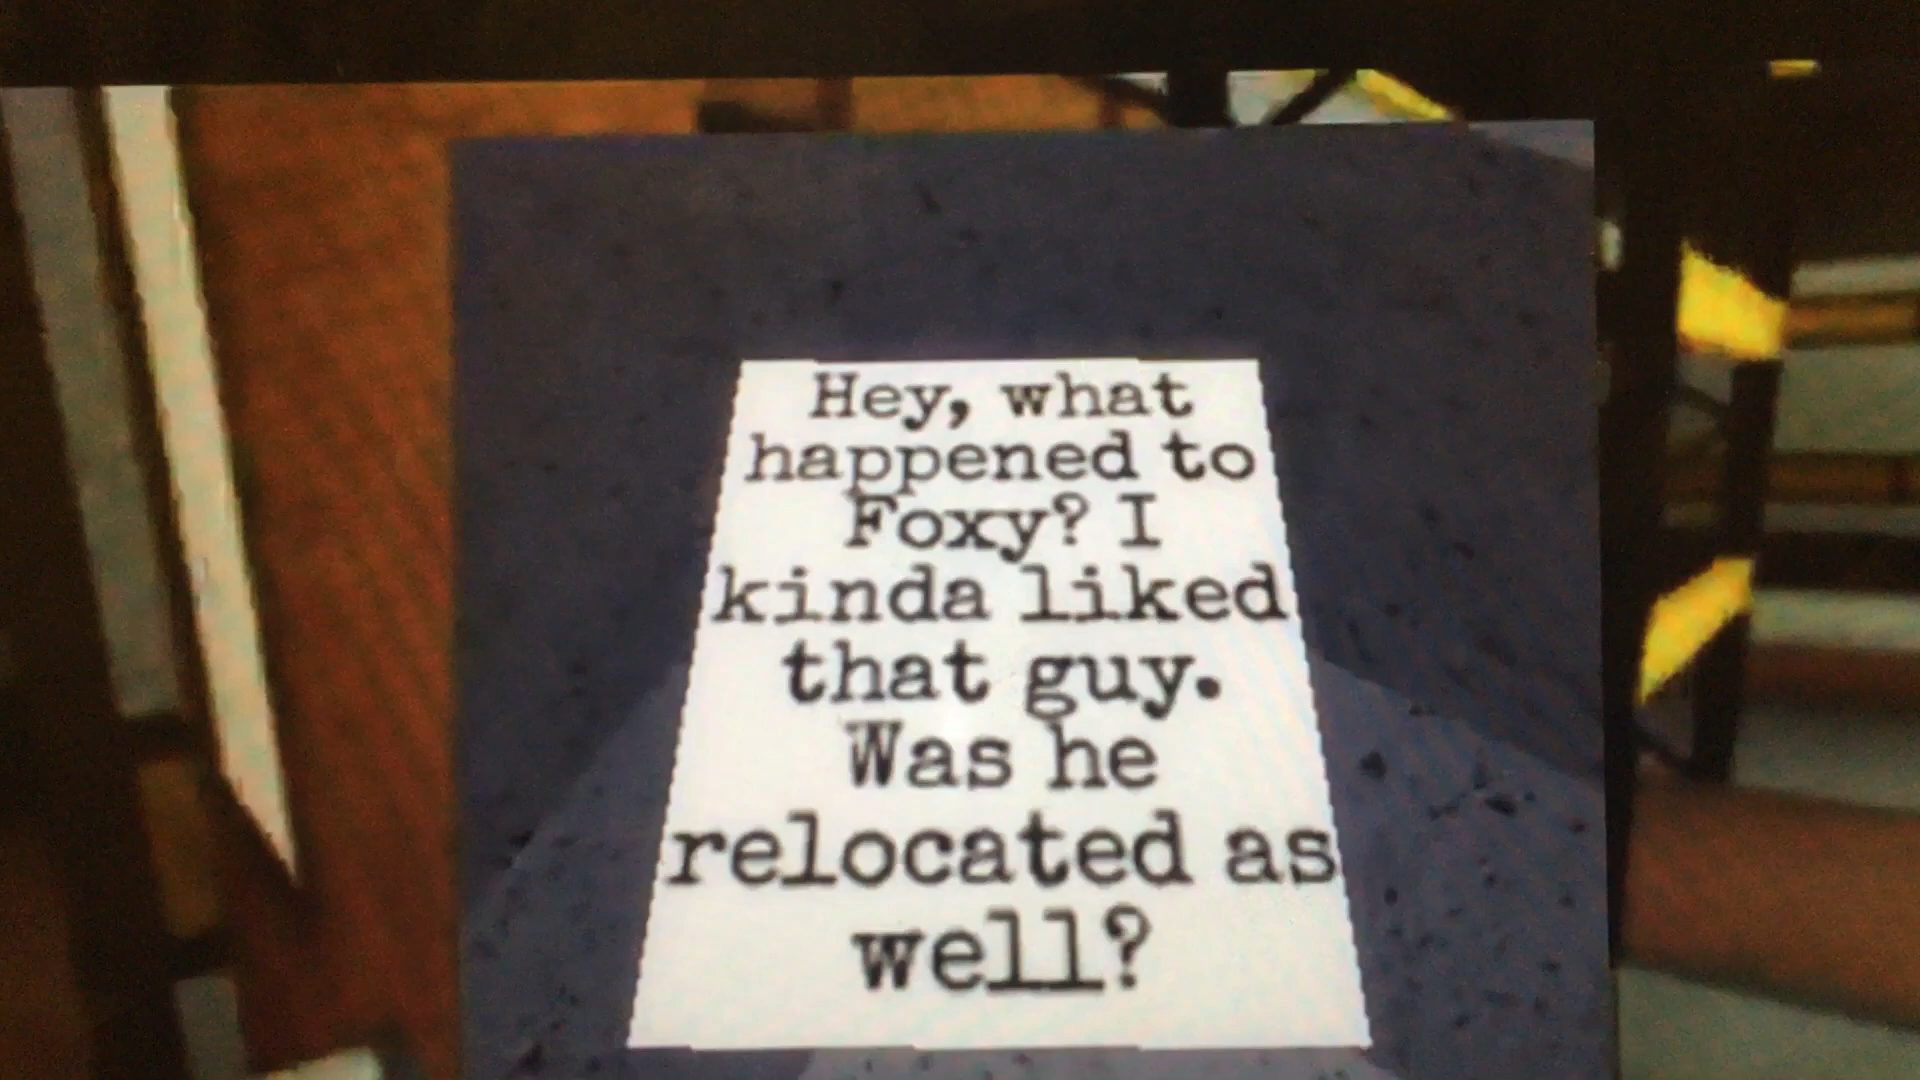 Hey, what
happened to
Foxy? I
kinda liked
that guy.
Was he
relocated as
well?